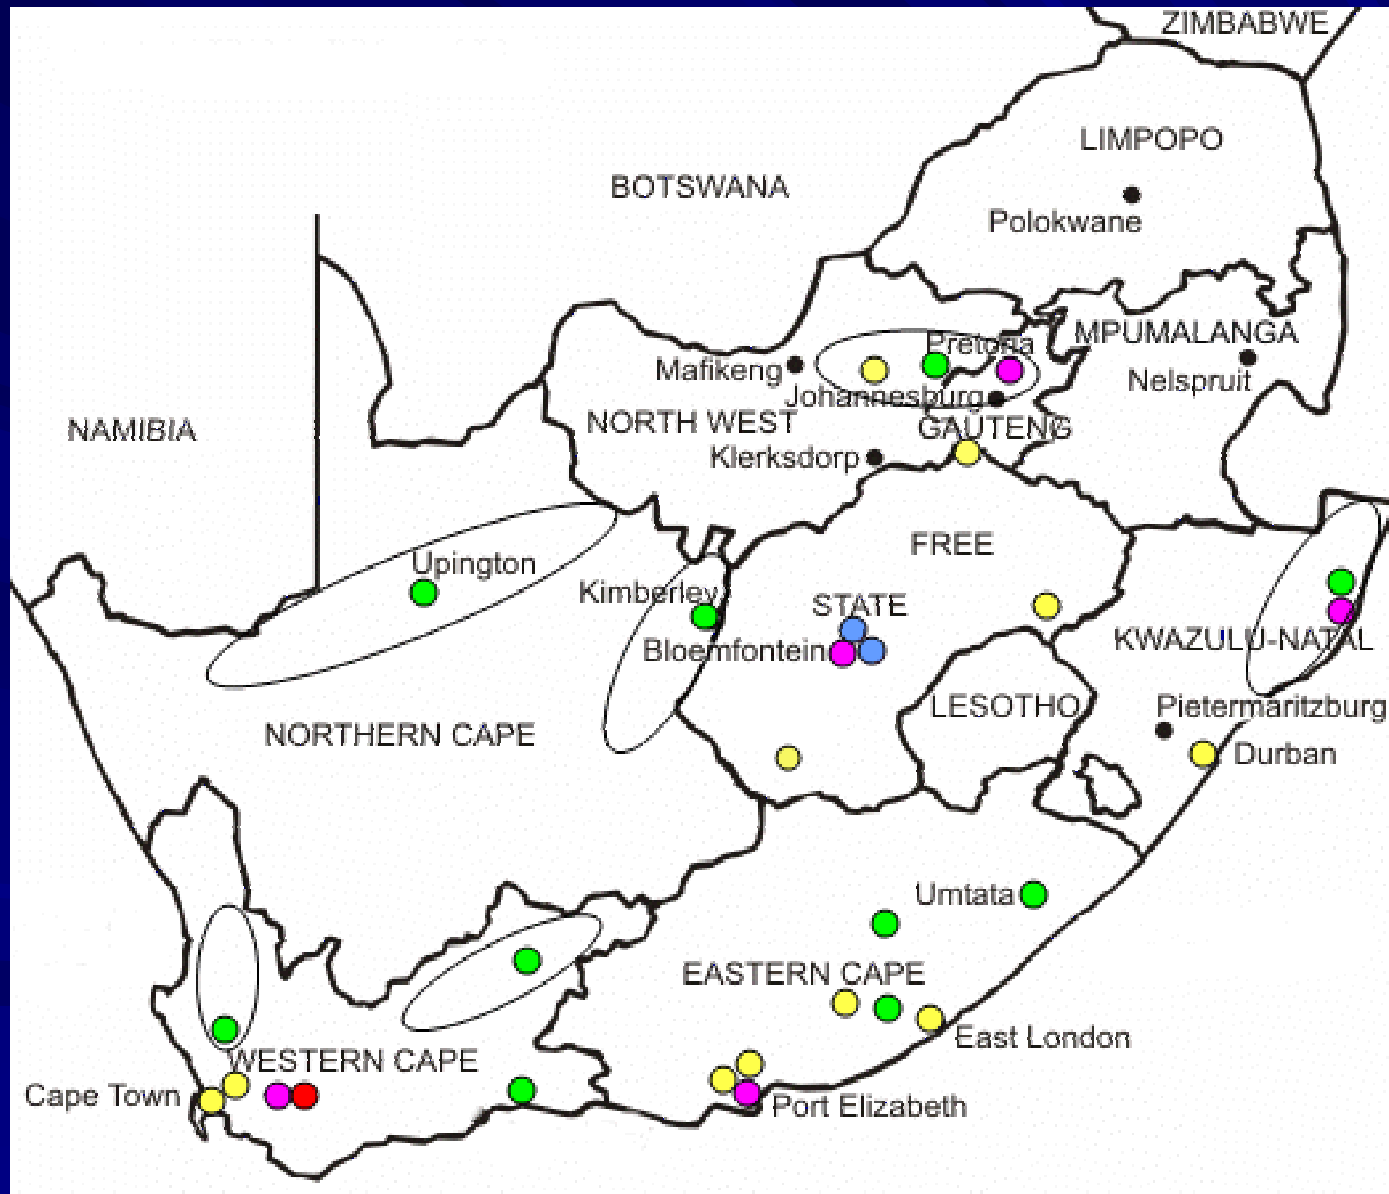 ZIMBABWE
LIMPOPO
BOTSWANA
Polokwane
MPUMALANGA
Pretoria
Mafikeng
Nelspruit
Johannesburg
NORTH WEST
GAUTENG
NAMIBIA
Klerksdorp
FREE
Upington
Kimberley
STATE
KWAZULU-NATAL
Bloemfontein
LESOTHO
Pietermaritzburg
NORTHERN CAPE
Durban
Umtata
EASTERN CAPE
East London
WESTERN CAPE
Cape Town
Port Elizabeth